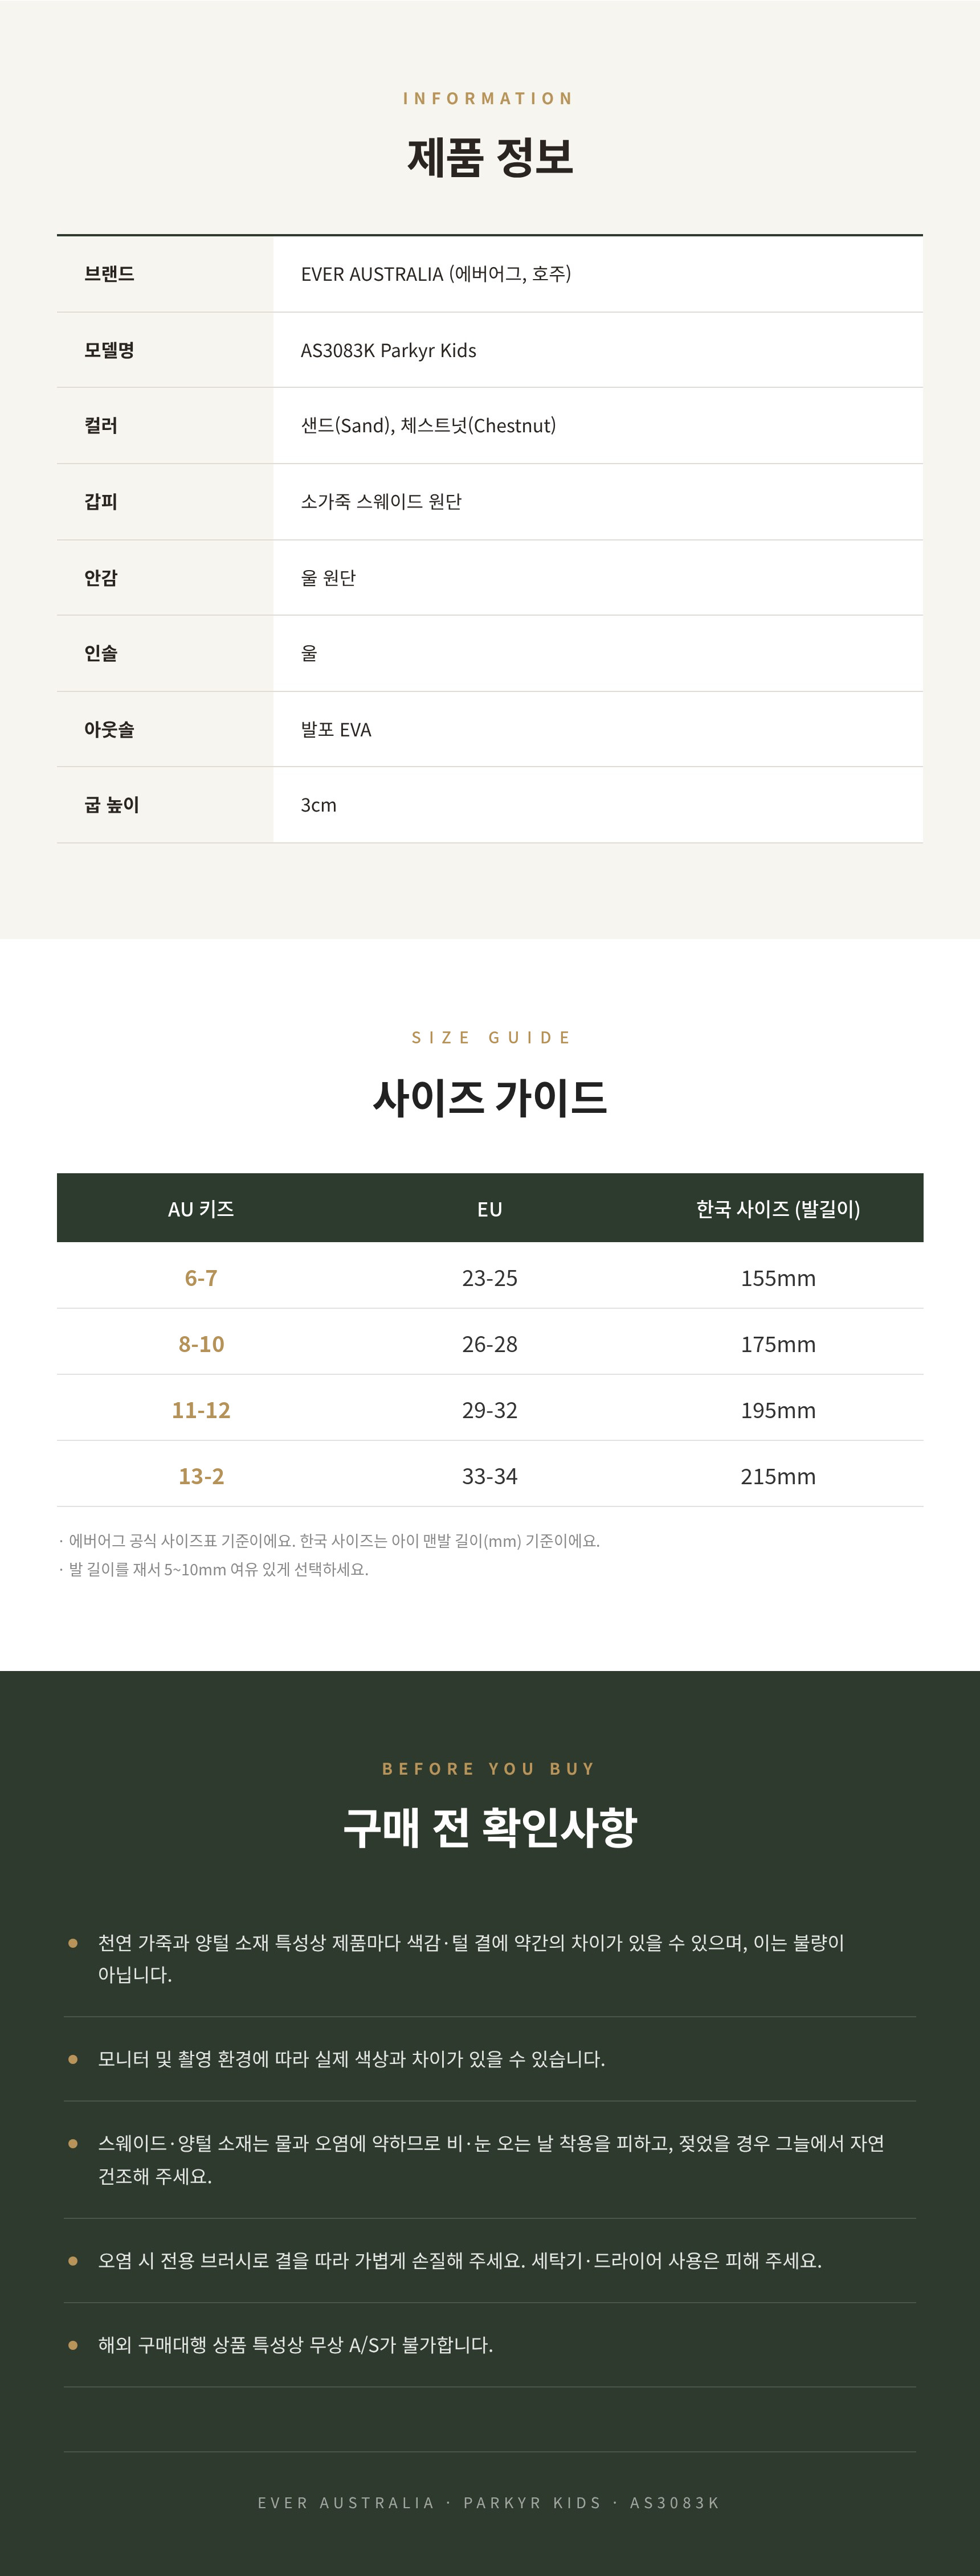 INFORMATION
제품 정보
브랜드 EVER AUSTRALIA (에버어그, 호주)
모델명 AS3083K Parkyr Kids
컬러 샌드(Sand), 체스트넛(Chestnut)
갑피 소가죽 스웨이드 원단
안감 울 원단
인솔 울
아웃솔 발포 EVA
굽 높이 3cm
SIZE GUIDE
사이즈 가이드
AU 키즈 EU 한국 사이즈 (발길이)
6-7 23-25 155mm
8-10 26-28 175mm
11-12 29-32 195mm
13-2 33-34 215mm
· 에버어그 공식 사이즈표 기준이에요. 한국 사이즈는 아이 맨발 길이(mm) 기준이에요.
· 발 길이를 재서 5~10mm 여유 있게 선택하세요.
BEFORE YOU BUY
구매 전 확인사항
● 천연 가죽과 양털 소재 특성상 제품마다 색감·털 결에 약간의 차이가 있을 수 있으며, 이는 불량이
아닙니다.
● 모니터 및 촬영 환경에 따라 실제 색상과 차이가 있을 수 있습니다.
● 스웨이드·양털 소재는 물과 오염에 약하므로 비·눈 오는 날 착용을 피하고, 젖었을 경우 그늘에서 자연
건조해 주세요.
● 오염 시 전용 브러시로 결을 따라 가볍게 손질해 주세요. 세탁기·드라이어 사용은 피해 주세요.
● 해외 구매대행 상품 특성상 무상 A/S가 불가합니다.
EVER AUSTRALIA · PARKYR KIDS · AS3083K